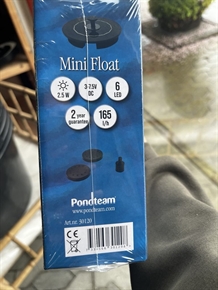 Mini Float
2.5 W
3-7.5V
DC
6
LED
2 year
guarantee
165
l/h
Pondteam
www.pondteam.com
CE